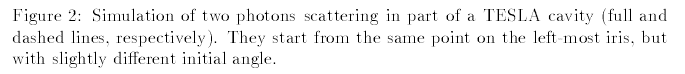 Figure 2: Simulation of two photons scattering in part of a TESLA cavity (full and
dashed lines, respectively). They start from the same point on the left-most iris, but
with slightly different initial angle.